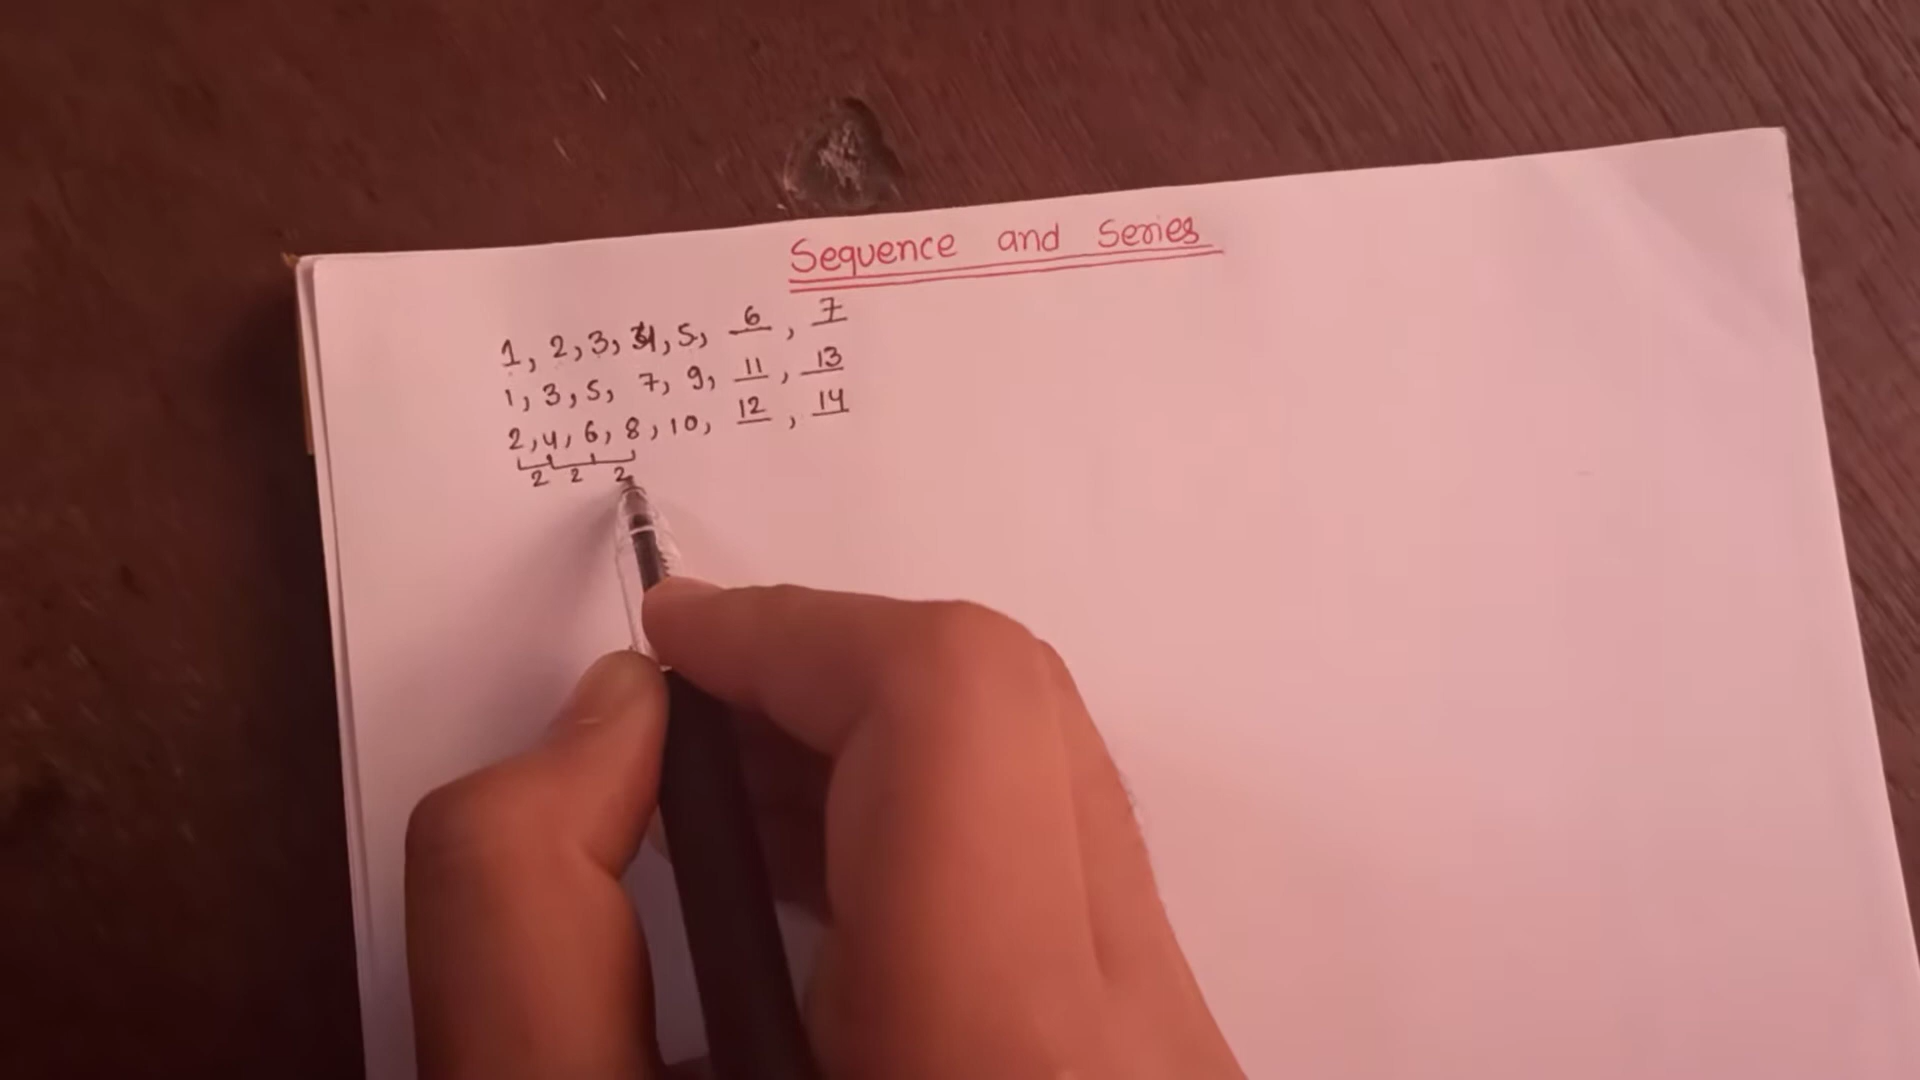 Sequence and Series
1, 2, 3, 4, 5, 6, 7
1, 3, 5, 7, 9, 11, 13
2, 4, 6, 8, 10, 12, 14
2 2 2